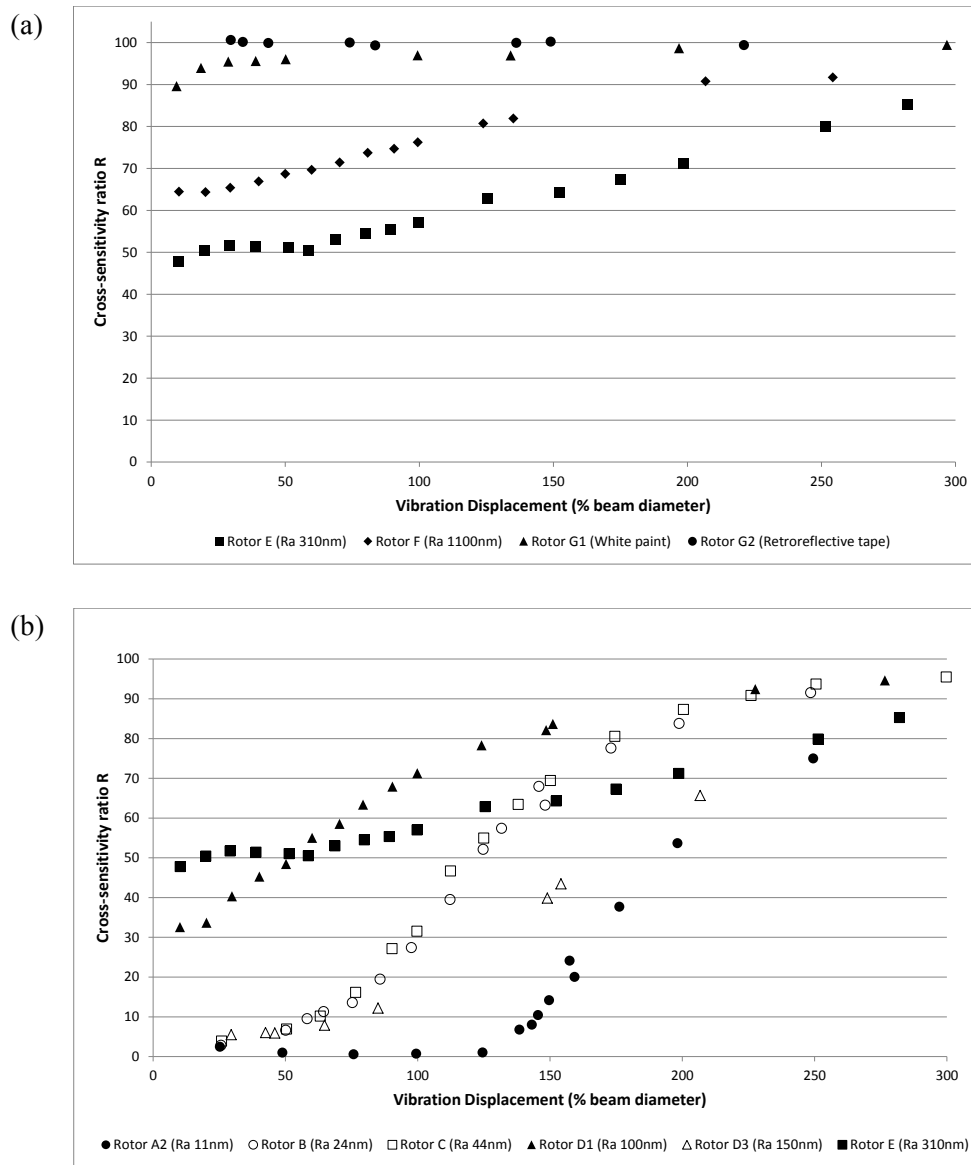 (a)
100
90
80
70
60
50
40
30
20
10
0
Cross-sensitivity ratio R
0 50 100 150 200 250 300
Vibration Displacement (% beam diameter)
Rotor E (Ra 310nm) Rotor F (Ra 1100nm) Rotor G1 (White paint) Rotor G2 (Retroreflective tape)
(b)
100
90
80
70
60
50
40
30
20
10
0
Cross-sensitivity ratio R
0 50 100 150 200 250 300
Vibration Displacement (% beam diameter)
Rotor A2 (Ra 11nm) Rotor B (Ra 24nm) Rotor C (Ra 44nm) Rotor D1 (Ra 100nm) Rotor D3 (Ra 150nm) Rotor E (Ra 310nm)